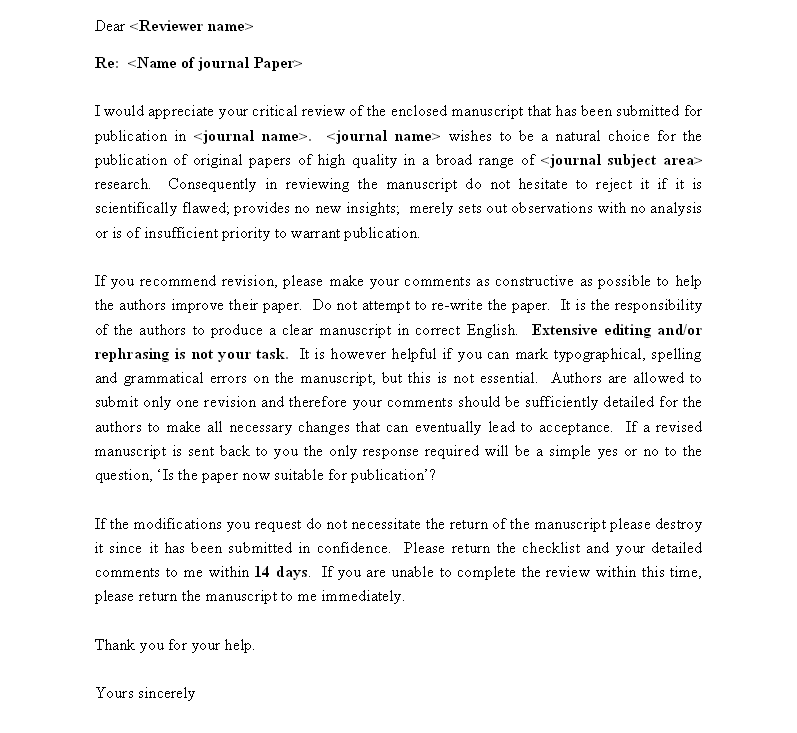 Dear <Reviewer name>
Re:  <Name of journal Paper>
I would appreciate your critical review of the enclosed manuscript that has been submitted for
publication in <journal name>.  <journal name> wishes to be a natural choice for the
publication of original papers of high quality in a broad range of <journal subject area>
research.  Consequently in reviewing the manuscript do not hesitate to reject it if it is
scientifically flawed; provides no new insights;  merely sets out observations with no analysis
or is of insufficient priority to warrant publication.
If you recommend revision, please make your comments as constructive as possible to help
the authors improve their paper.  Do not attempt to re-write the paper.  It is the responsibility
of the authors to produce a clear manuscript in correct English.  Extensive editing and/or
rephrasing is not your task.  It is however helpful if you can mark typographical, spelling
and grammatical errors on the manuscript, but this is not essential.  Authors are allowed to
submit only one revision and therefore your comments should be sufficiently detailed for the
authors to make all necessary changes that can eventually lead to acceptance.  If a revised
manuscript is sent back to you the only response required will be a simple yes or no to the
question, ‘Is the paper now suitable for publication’?
If the modifications you request do not necessitate the return of the manuscript please destroy
it since it has been submitted in confidence.  Please return the checklist and your detailed
comments to me within 14 days.  If you are unable to complete the review within this time,
please return the manuscript to me immediately.
Thank you for your help.
Yours sincerely